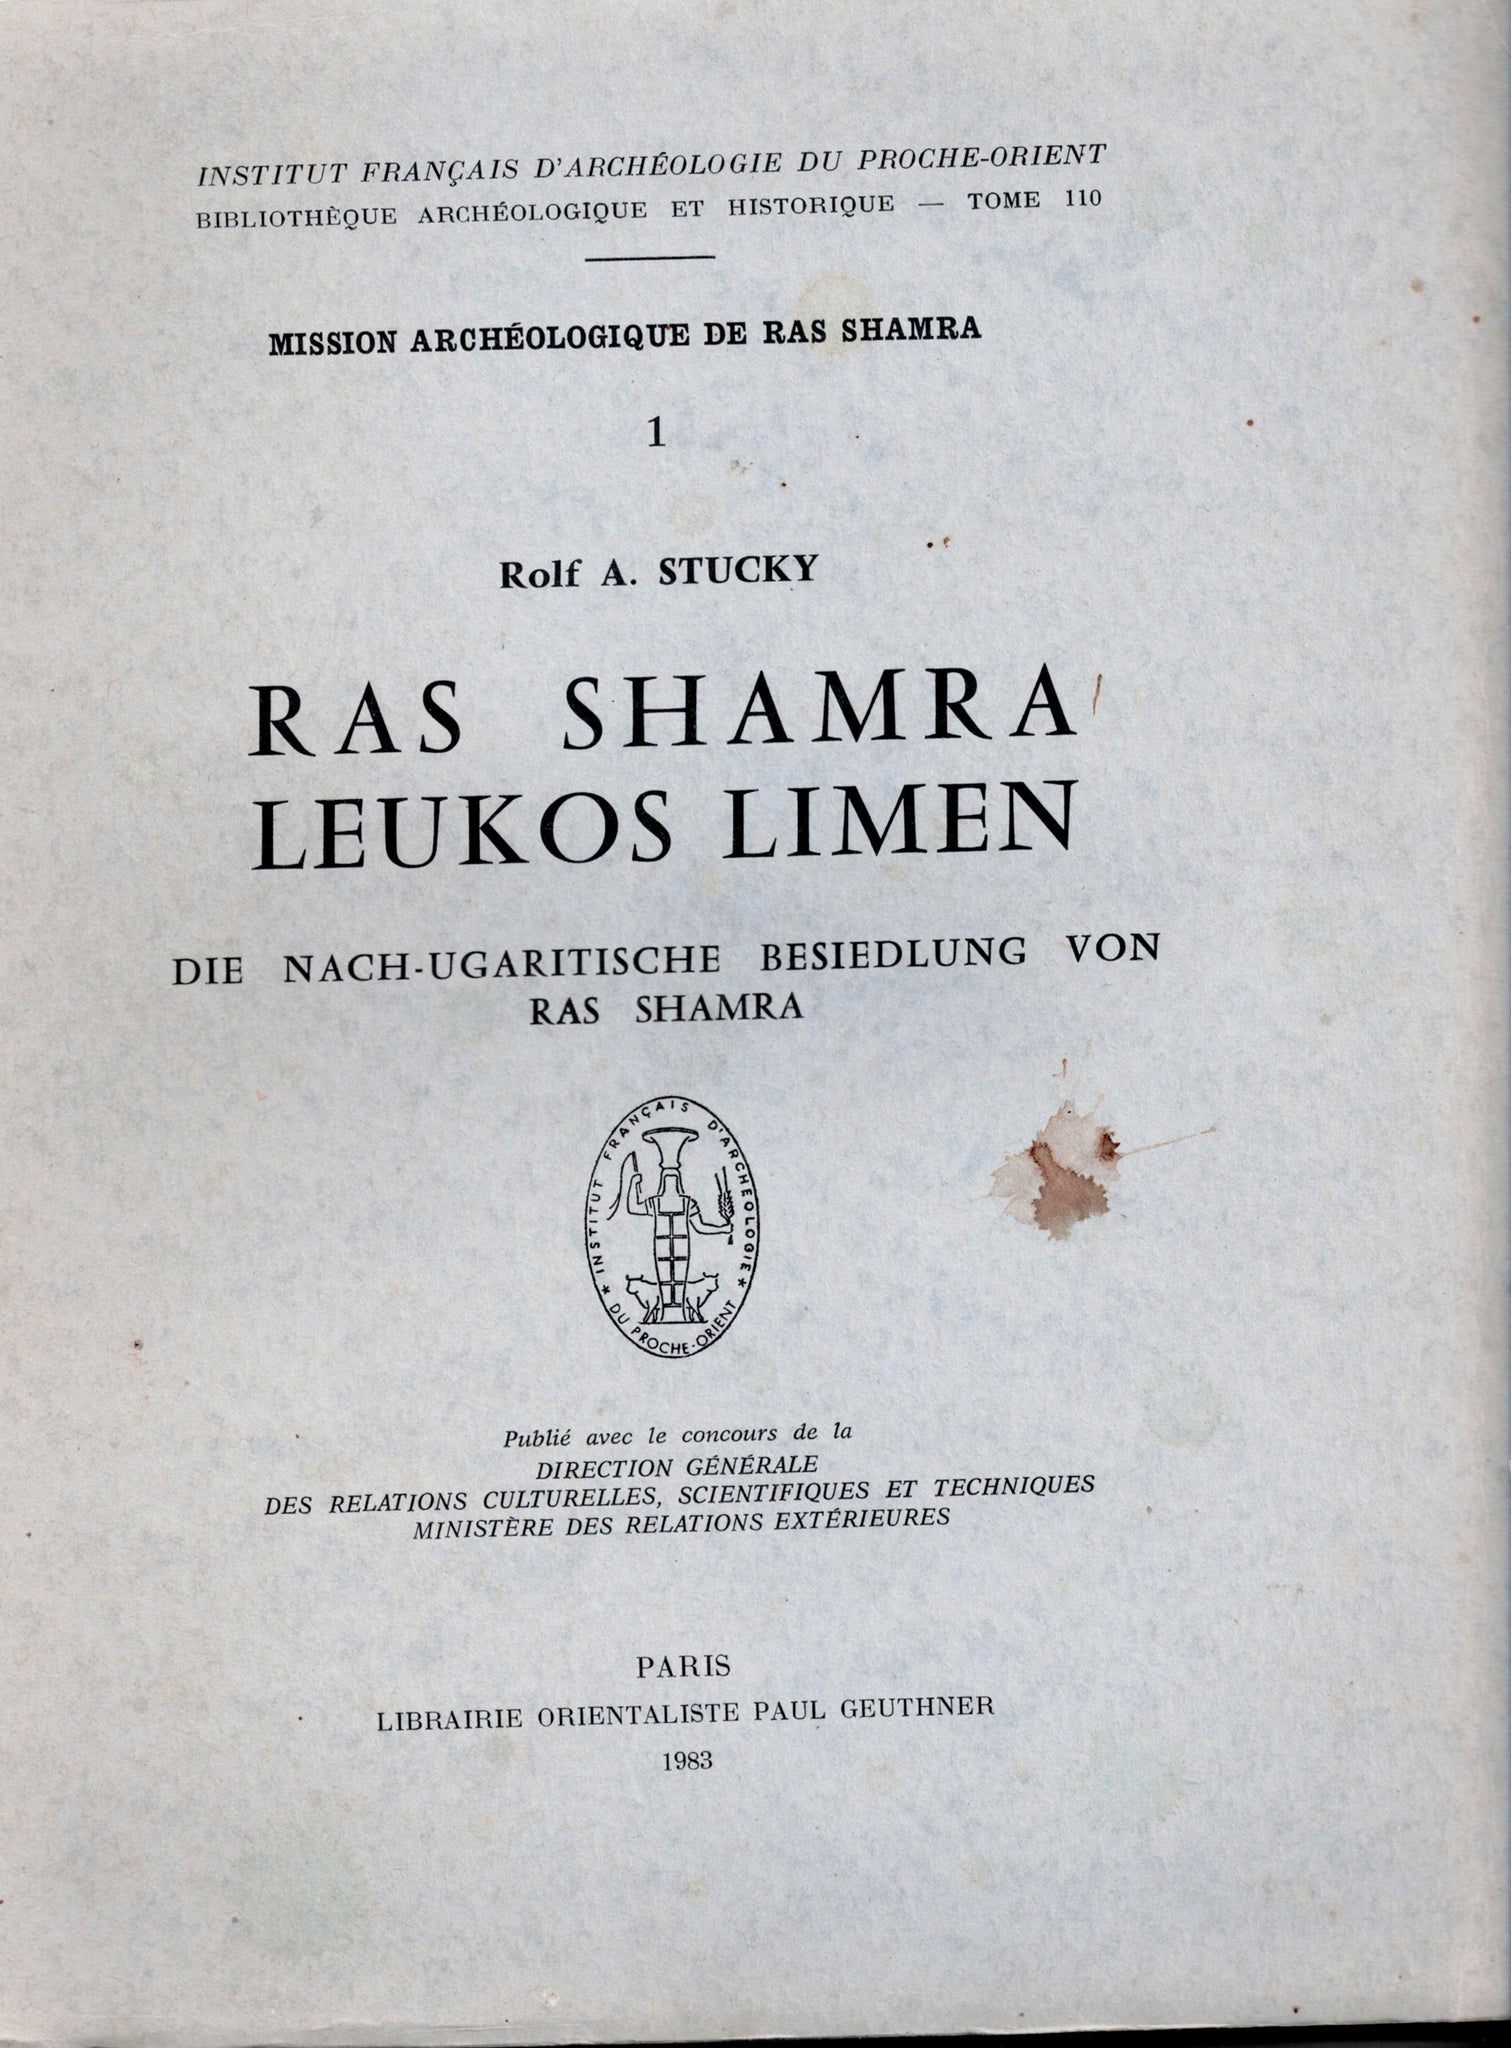 INSTITUT FRANÇAIS D'ARCHÉOLOGIE DU PROCHE-ORIENT
BIBLIOTHÈQUE ARCHÉOLOGIQUE ET HISTORIQUE — TOME 110
MISSION ARCHÉOLOGIQUE DE RAS SHAMRA
1
Rolf A. STUCKY
RAS SHAMRA
LEUKOS LIMEN
DIE NACH-UGARITISCHE BESIEDLUNG VON
RAS SHAMRA
INSTITUT FRANÇAIS D'ARCHEOLOGIE
* DU PROCHE-ORIENT *
Publié avec le concours de la
DIRECTION GÉNÉRALE
DES RELATIONS CULTURELLES, SCIENTIFIQUES ET TECHNIQUES
MINISTÈRE DES RELATIONS EXTÉRIEURES
PARIS
LIBRAIRIE ORIENTALISTE PAUL GEUTHNER
1983